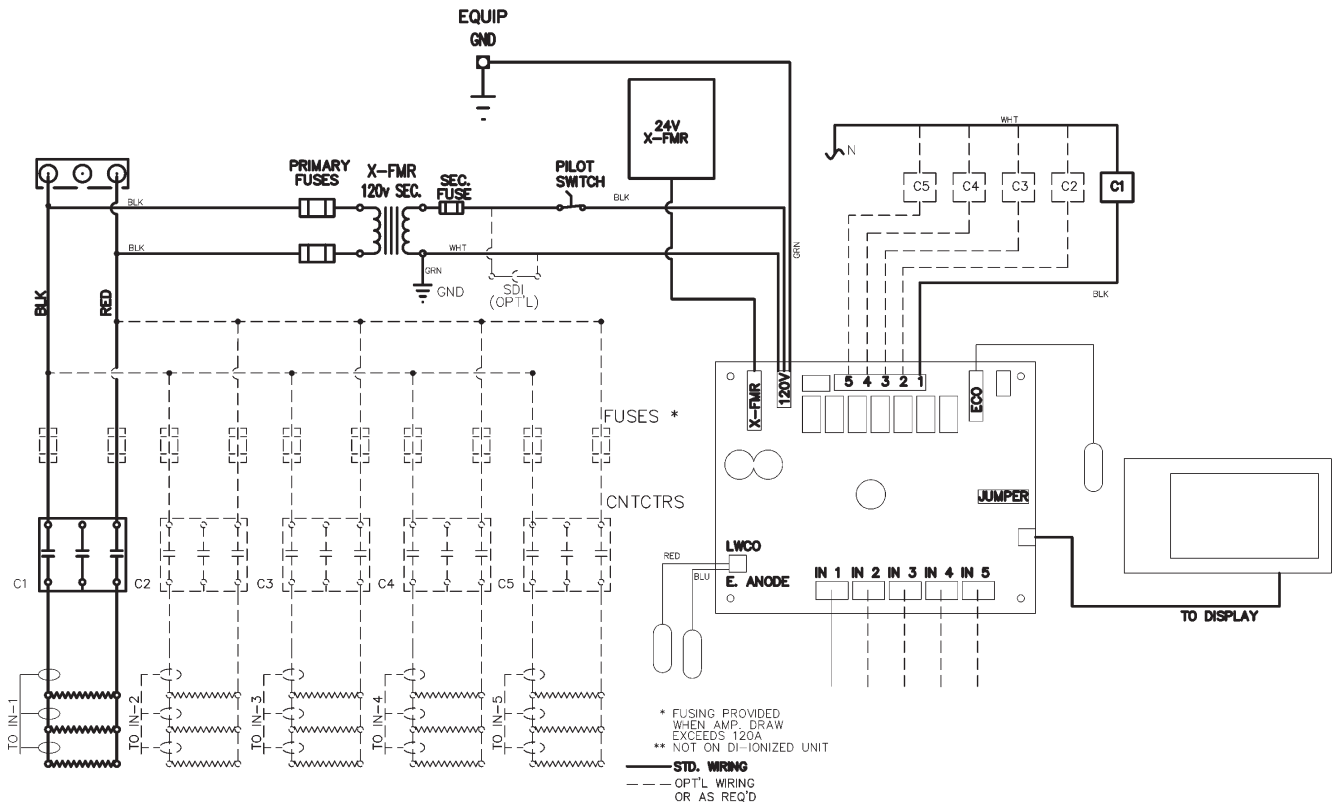 EQUIP
GND
24V
X-FMR
WHT
N
C5
C4
C3
C2
C1
PRIMARY
FUSES
X-FMR
120v SEC.
SEC.
FUSE
PILOT
SWITCH
BLK
BLK
BLK
WHT
GRN
GND
SDI
(OPT'L)
GRN
BLK
BLK
RED
X-FMR
120V
5 4 3 2 1
ECO
FUSES *
CNTCTRS
JUMPER
LWCO
E. ANODE
RED
BLU
IN 1 IN 2 IN 3 IN 4 IN 5
TO DISPLAY
C1
C2
C3
C4
C5
TO IN-1
TO IN-2
TO IN-3
TO IN-4
TO IN-5
* FUSING PROVIDED
WHEN AMP. DRAW
EXCEEDS 120A
** NOT ON DI-IONIZED UNIT
STD. WIRING
OPT'L WIRING
OR AS REQ'D